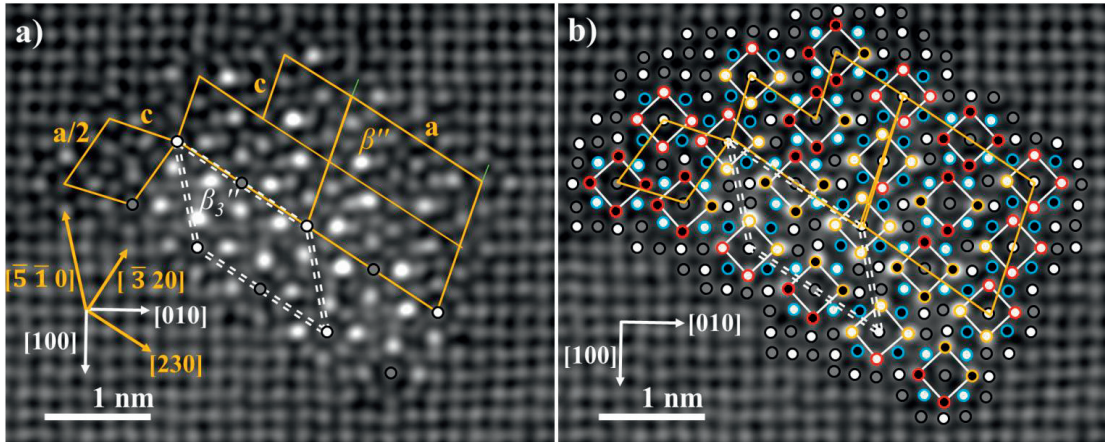 a)
c
c
a/2
a
β''
β₃''
[5̅ 1̅ 0]
[3̅ 20]
[010]
[100]
[230]
1 nm
b)
[010]
[100]
1 nm